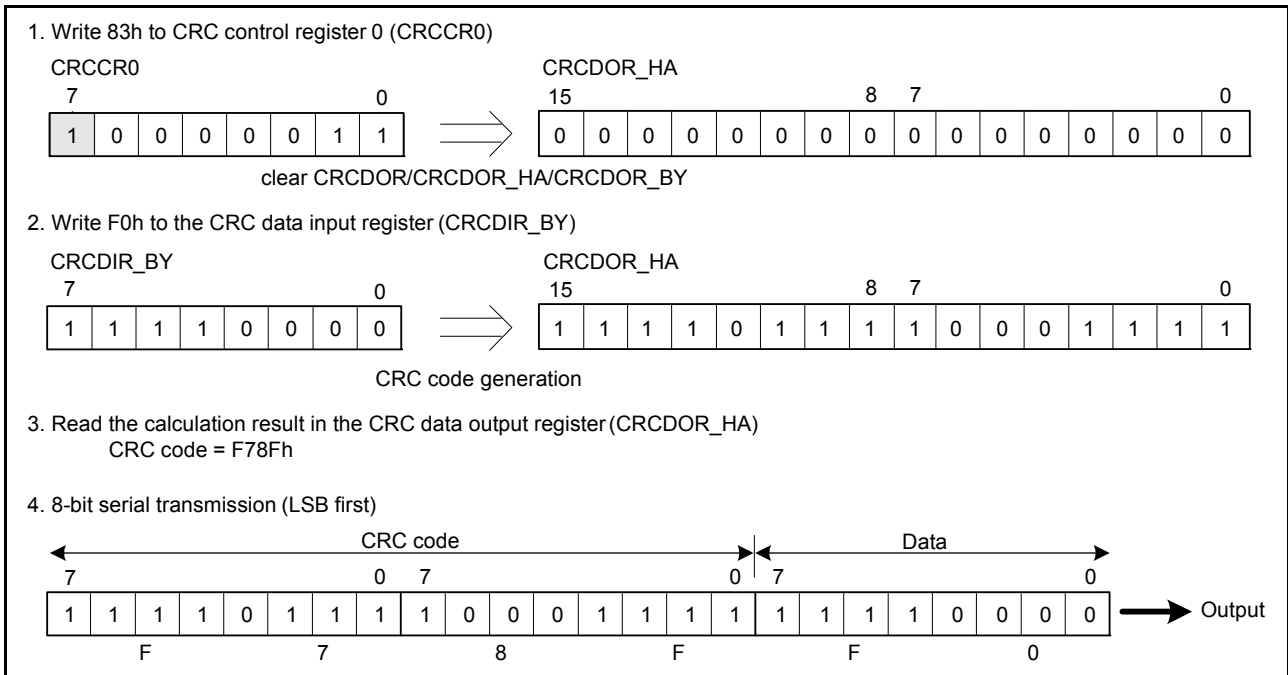 1. Write 83h to CRC control register 0 (CRCCR0)
CRCCR0 CRCDOR_HA
7 0 15 8 7 0
1 0 0 0 0 0 1 1 0 0 0 0 0 0 0 0 0 0 0 0 0 0 0 0
clear CRCDOR/CRCDOR_HA/CRCDOR_BY
2. Write F0h to the CRC data input register (CRCDIR_BY)
CRCDIR_BY CRCDOR_HA
7 0 15 8 7 0
1 1 1 1 0 0 0 0 1 1 1 1 0 1 1 1 1 0 0 0 1 1 1 1
CRC code generation
3. Read the calculation result in the CRC data output register (CRCDOR_HA)
CRC code = F78Fh
4. 8-bit serial transmission (LSB first)
CRC code Data
7 0 7 0 7 0
1 1 1 1 0 1 1 1 1 0 0 0 1 1 1 1 1 1 1 1 0 0 0 0 Output
F 7 8 F F 0